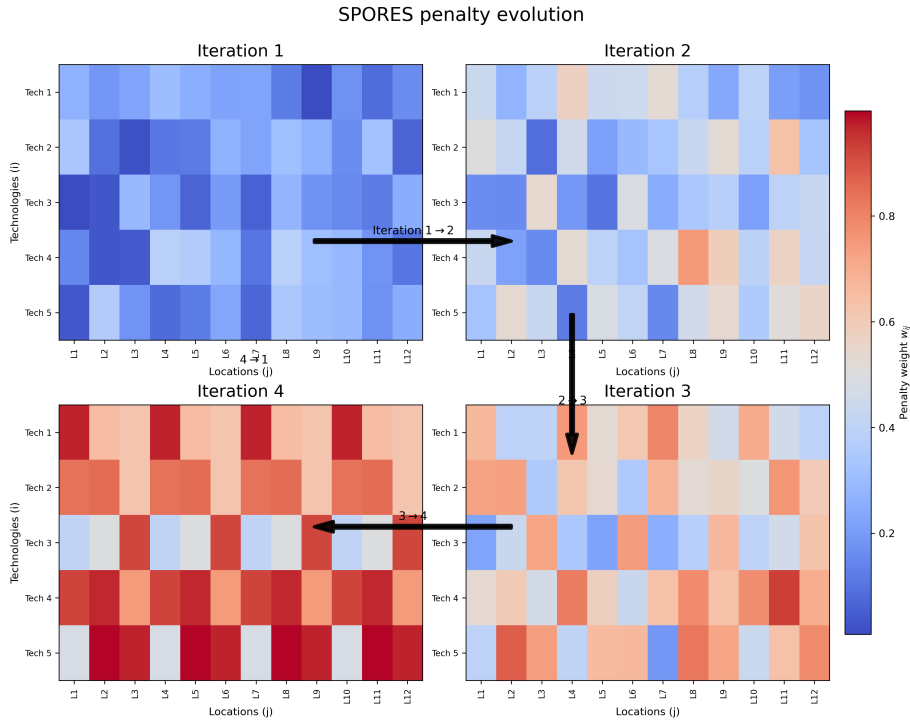 SPORES penalty evolution
Iteration 1
Tech 1
Tech 2
Tech 3
Tech 4
Tech 5
Technologies (i)
L1 L2 L3 L4 L5 L6 L7 L8 L9 L10 L11 L12
Locations (j)
Iteration 2
Tech 1
Tech 2
Tech 3
Tech 4
Tech 5
L1 L2 L3 L4 L5 L6 L7 L8 L9 L10 L11 L12
Locations (j)
Iteration 1→2
4→1
2→3
Iteration 4
Tech 1
Tech 2
Tech 3
Tech 4
Tech 5
Technologies (i)
L1 L2 L3 L4 L5 L6 L7 L8 L9 L10 L11 L12
Locations (j)
3→4
Iteration 3
Tech 1
Tech 2
Tech 3
Tech 4
Tech 5
L1 L2 L3 L4 L5 L6 L7 L8 L9 L10 L11 L12
Locations (j)
0.8
0.6
0.4
0.2
Penalty weight w_ij